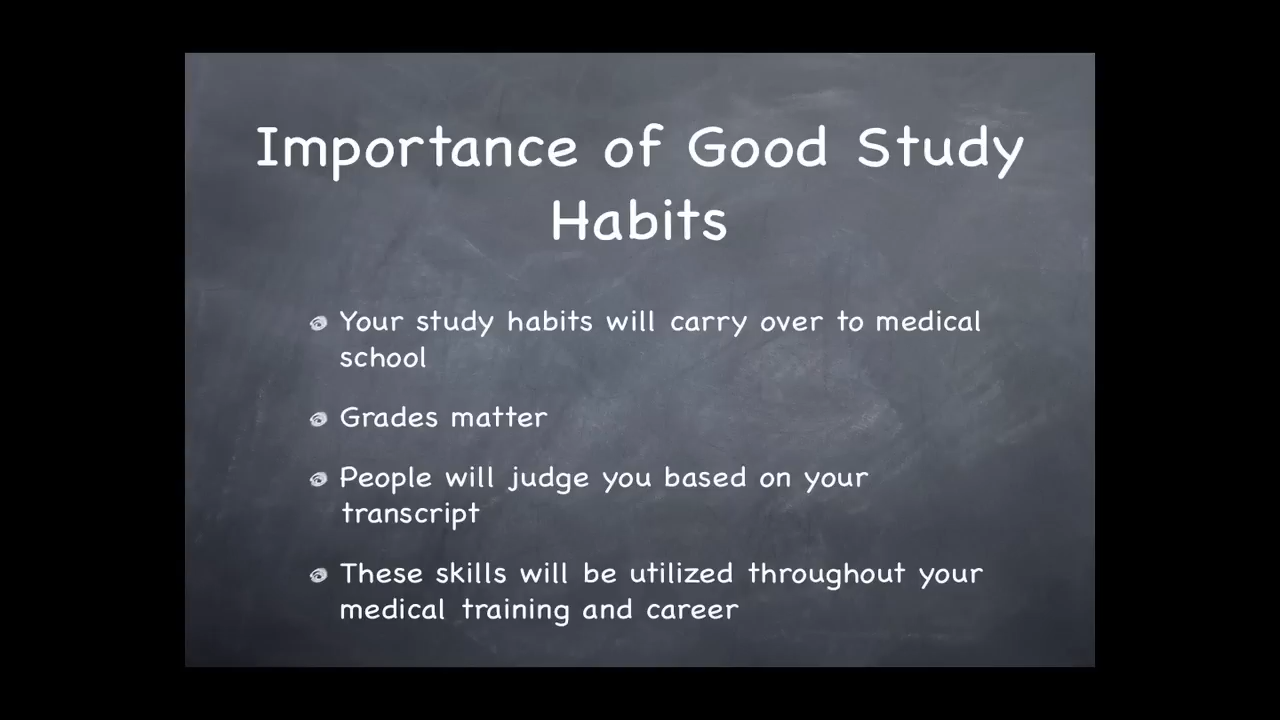 Importance of Good Study
Habits
Your study habits will carry over to medical
school
Grades matter
People will judge you based on your
transcript
These skills will be utilized throughout your
medical training and career